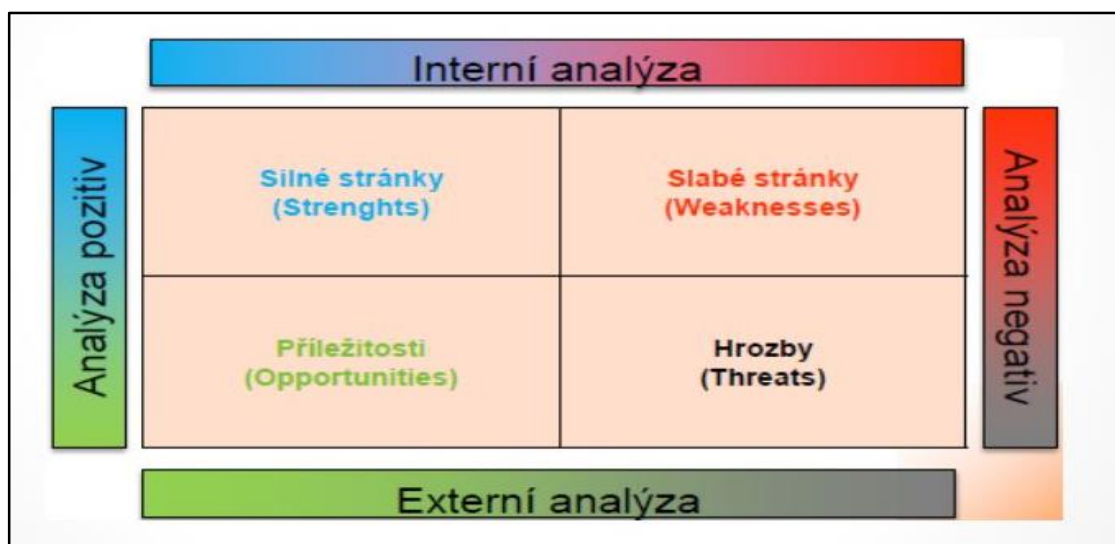 Interní analýza
Analýza pozitiv
Silné stránky
(Strenghts)
Slabé stránky
(Weaknesses)
Analýza negativ
Příležitosti
(Opportunities)
Hrozby
(Threats)
Externí analýza